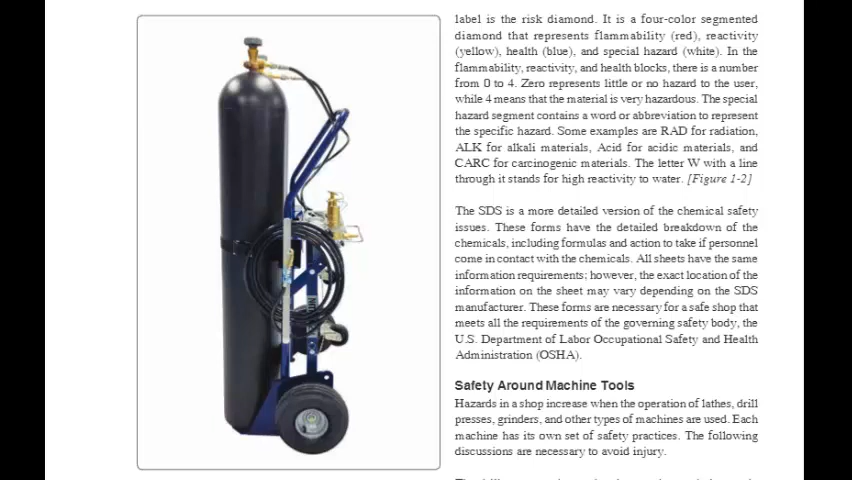 label is the risk diamond. It is a four-color segmented
diamond that represents flammability (red), reactivity
(yellow), health (blue), and special hazard (white). In the
flammability, reactivity, and health blocks, there is a number
from 0 to 4. Zero represents little or no hazard to the user,
while 4 means that the material is very hazardous. The special
hazard segment contains a word or abbreviation to represent
the specific hazard. Some examples are RAD for radiation,
ALK for alkali materials, Acid for acidic materials, and
CARC for carcinogenic materials. The letter W with a line
through it stands for high reactivity to water. [Figure 1-2]
The SDS is a more detailed version of the chemical safety
issues. These forms have the detailed breakdown of the
chemicals, including formulas and action to take if personnel
come in contact with the chemicals. All sheets have the same
information requirements; however, the exact location of the
information on the sheet may vary depending on the SDS
manufacturer. These forms are necessary for a safe shop that
meets all the requirements of the governing safety body, the
U.S. Department of Labor Occupational Safety and Health
Administration (OSHA).
Safety Around Machine Tools
Hazards in a shop increase when the operation of lathes, drill
presses, grinders, and other types of machines are used. Each
machine has its own set of safety practices. The following
discussions are necessary to avoid injury.